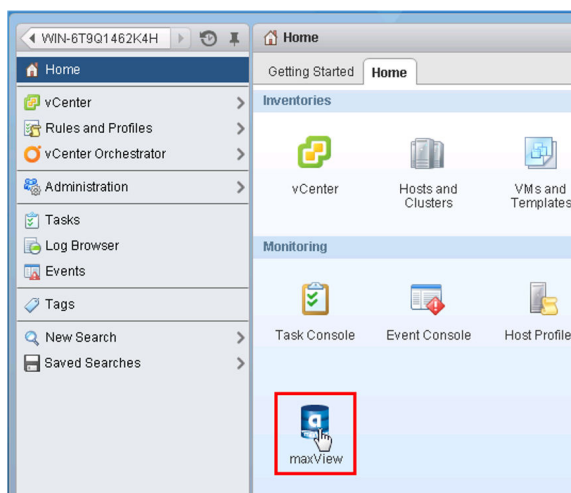 WIN-6T9Q1462K4H
Home
vCenter
Rules and Profiles
vCenter Orchestrator
Administration
Tasks
Log Browser
Events
Tags
New Search
Saved Searches
Home
Getting Started Home
Inventories
vCenter
Hosts and
Clusters
VMs and
Templates
Monitoring
Task Console
Event Console
Host Profile
maxView